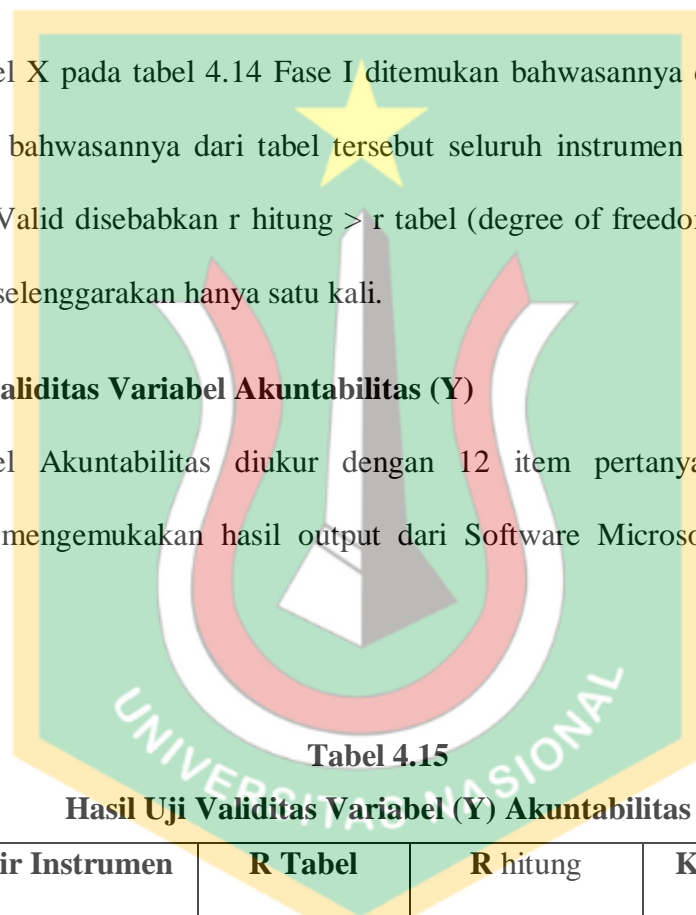 el X pada tabel 4.14 Fase I ditemukan bahwasannya
bahwasannya dari tabel tersebut seluruh instrumen
Valid disebabkan r hitung > r tabel (degree of freedo
selenggarakan hanya satu kali.
aliditas Variabel Akuntabilitas (Y)
el Akuntabilitas diukur dengan 12 item pertanya
mengemukakan hasil output dari Software Microso
UNIVERSITAS NASIONAL
Tabel 4.15
Hasil Uji Validitas Variabel (Y) Akuntabilitas
ir Instrumen R Tabel R hitung K